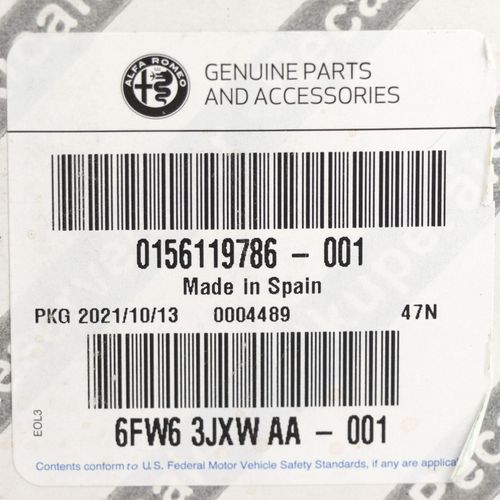 ALFA ROMEO
GENUINE PARTS
AND ACCESSORIES
0156119786 - 001
Made in Spain
PKG 2021/10/13 0004489 47N
EOL3
6FW6 3JXW AA - 001
Contents conform to U.S. Federal Motor Vehicle Safety Standards, if any are applicabl